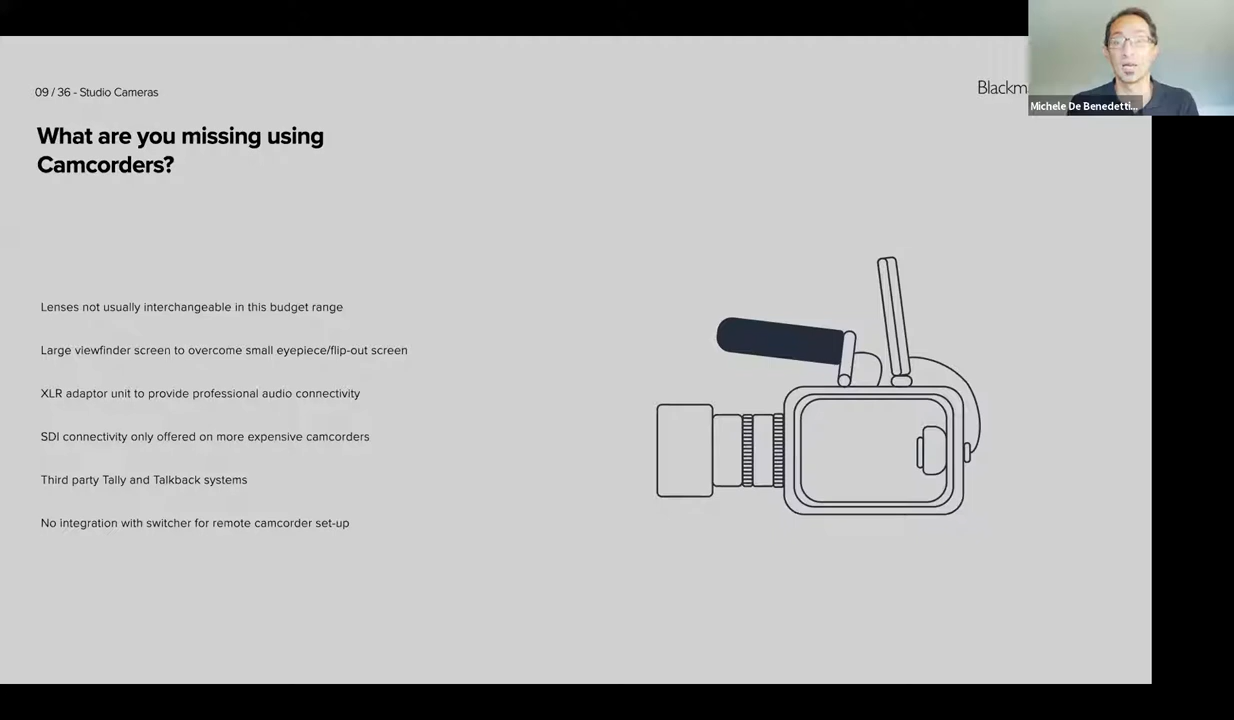 09 / 36 - Studio Cameras
Blackm
Michele De Benedetti...
What are you missing using
Camcorders?
Lenses not usually interchangeable in this budget range
Large viewfinder screen to overcome small eyepiece/flip-out screen
XLR adaptor unit to provide professional audio connectivity
SDI connectivity only offered on more expensive camcorders
Third party Tally and Talkback systems
No integration with switcher for remote camcorder set-up